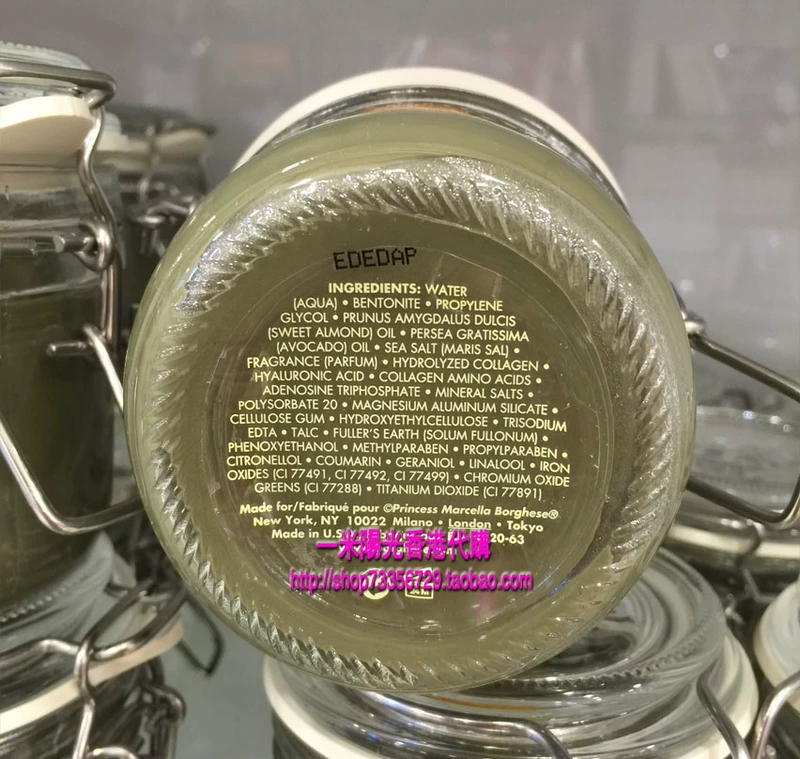 EDEDAP
INGREDIENTS: WATER
(AQUA) • BENTONITE • PROPYLENE
GLYCOL • PRUNUS AMYGDALUS DULCIS
(SWEET ALMOND) OIL • PERSEA GRATISSIMA
(AVOCADO) OIL • SEA SALT (MARIS SAL) •
FRAGRANCE (PARFUM) • HYDROLYZED COLLAGEN •
HYALURONIC ACID • COLLAGEN AMINO ACIDS •
ADENOSINE TRIPHOSPHATE • MINERAL SALTS •
POLYSORBATE 20 • MAGNESIUM ALUMINUM SILICATE •
CELLULOSE GUM • HYDROXYETHYLCELLULOSE • TRISODIUM
EDTA • TALC • FULLER'S EARTH (SOLUM FULLONUM) •
PHENOXYETHANOL • METHYLPARABEN • PROPYLPARABEN •
CITRONELLOL • COUMARIN • GERANIOL • LINALOOL • IRON
OXIDES (CI 77491, CI 77492, CI 77499) • CHROMIUM OXIDE
GREENS (CI 77288) • TITANIUM DIOXIDE (CI 77891)
Made for/Fabriqué pour ©Princess Marcella Borghese®
New York, NY 10022 Milano • London • Tokyo
Made in U.S. 20-63
一米陽光香港代購
http://shop73356729.taobao.com